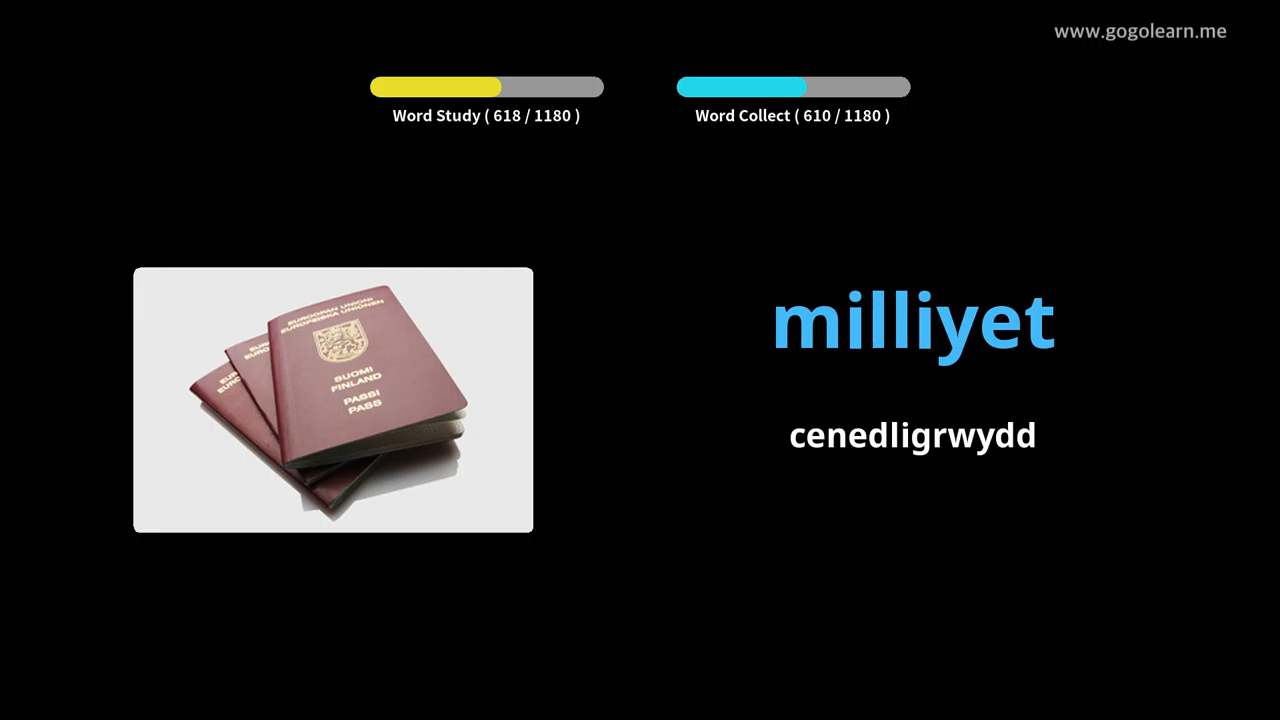 www.gogolearn.me
Word Study ( 618 / 1180 )
Word Collect ( 610 / 1180 )
EUROOPAN UNIONI
EUROPEISKA UNIONEN
SUOMI
FINLAND
PASSI
PASS
milliyet
cenedligrwydd